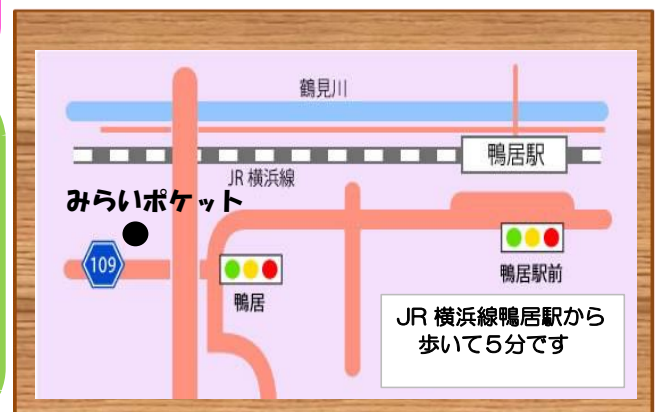 鶴見川
鴨居駅
JR 横浜線
みらいポケット
109
鴨居
鴨居駅前
JR 横浜線鴨居駅から
歩いて5分です